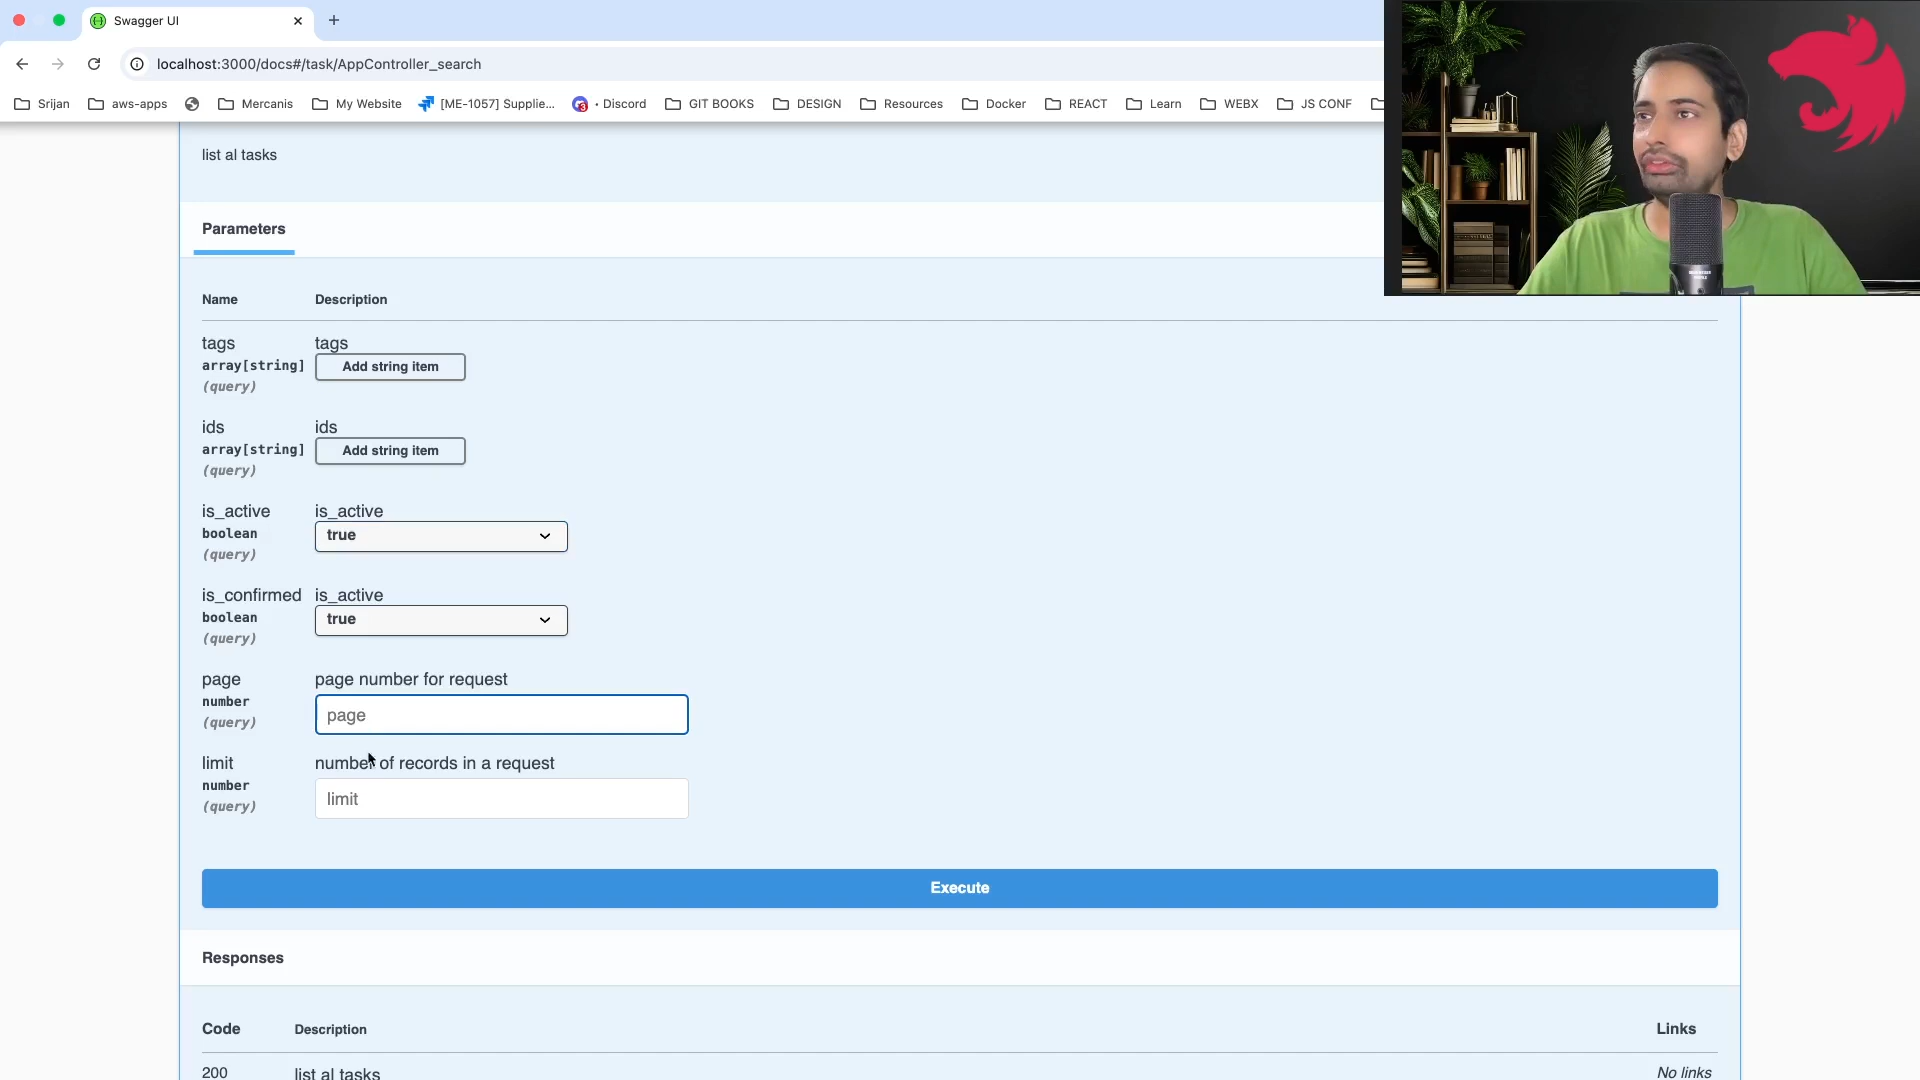 Swagger UI
localhost:3000/docs#/task/AppController_search
Srijan aws-apps Mercanis My Website [ME-1057] Supplie... • Discord GIT BOOKS DESIGN Resources Docker REACT Learn WEBX JS CONF
list al tasks
Parameters
Name Description
tags tags
array[string] Add string item
(query)
ids ids
array[string] Add string item
(query)
is_active is_active
boolean true
(query)
is_confirmed is_active
boolean true
(query)
page page number for request
number page
(query)
limit number of records in a request
number limit
(query)
Execute
Responses
Code Description Links
200 list al tasks No links